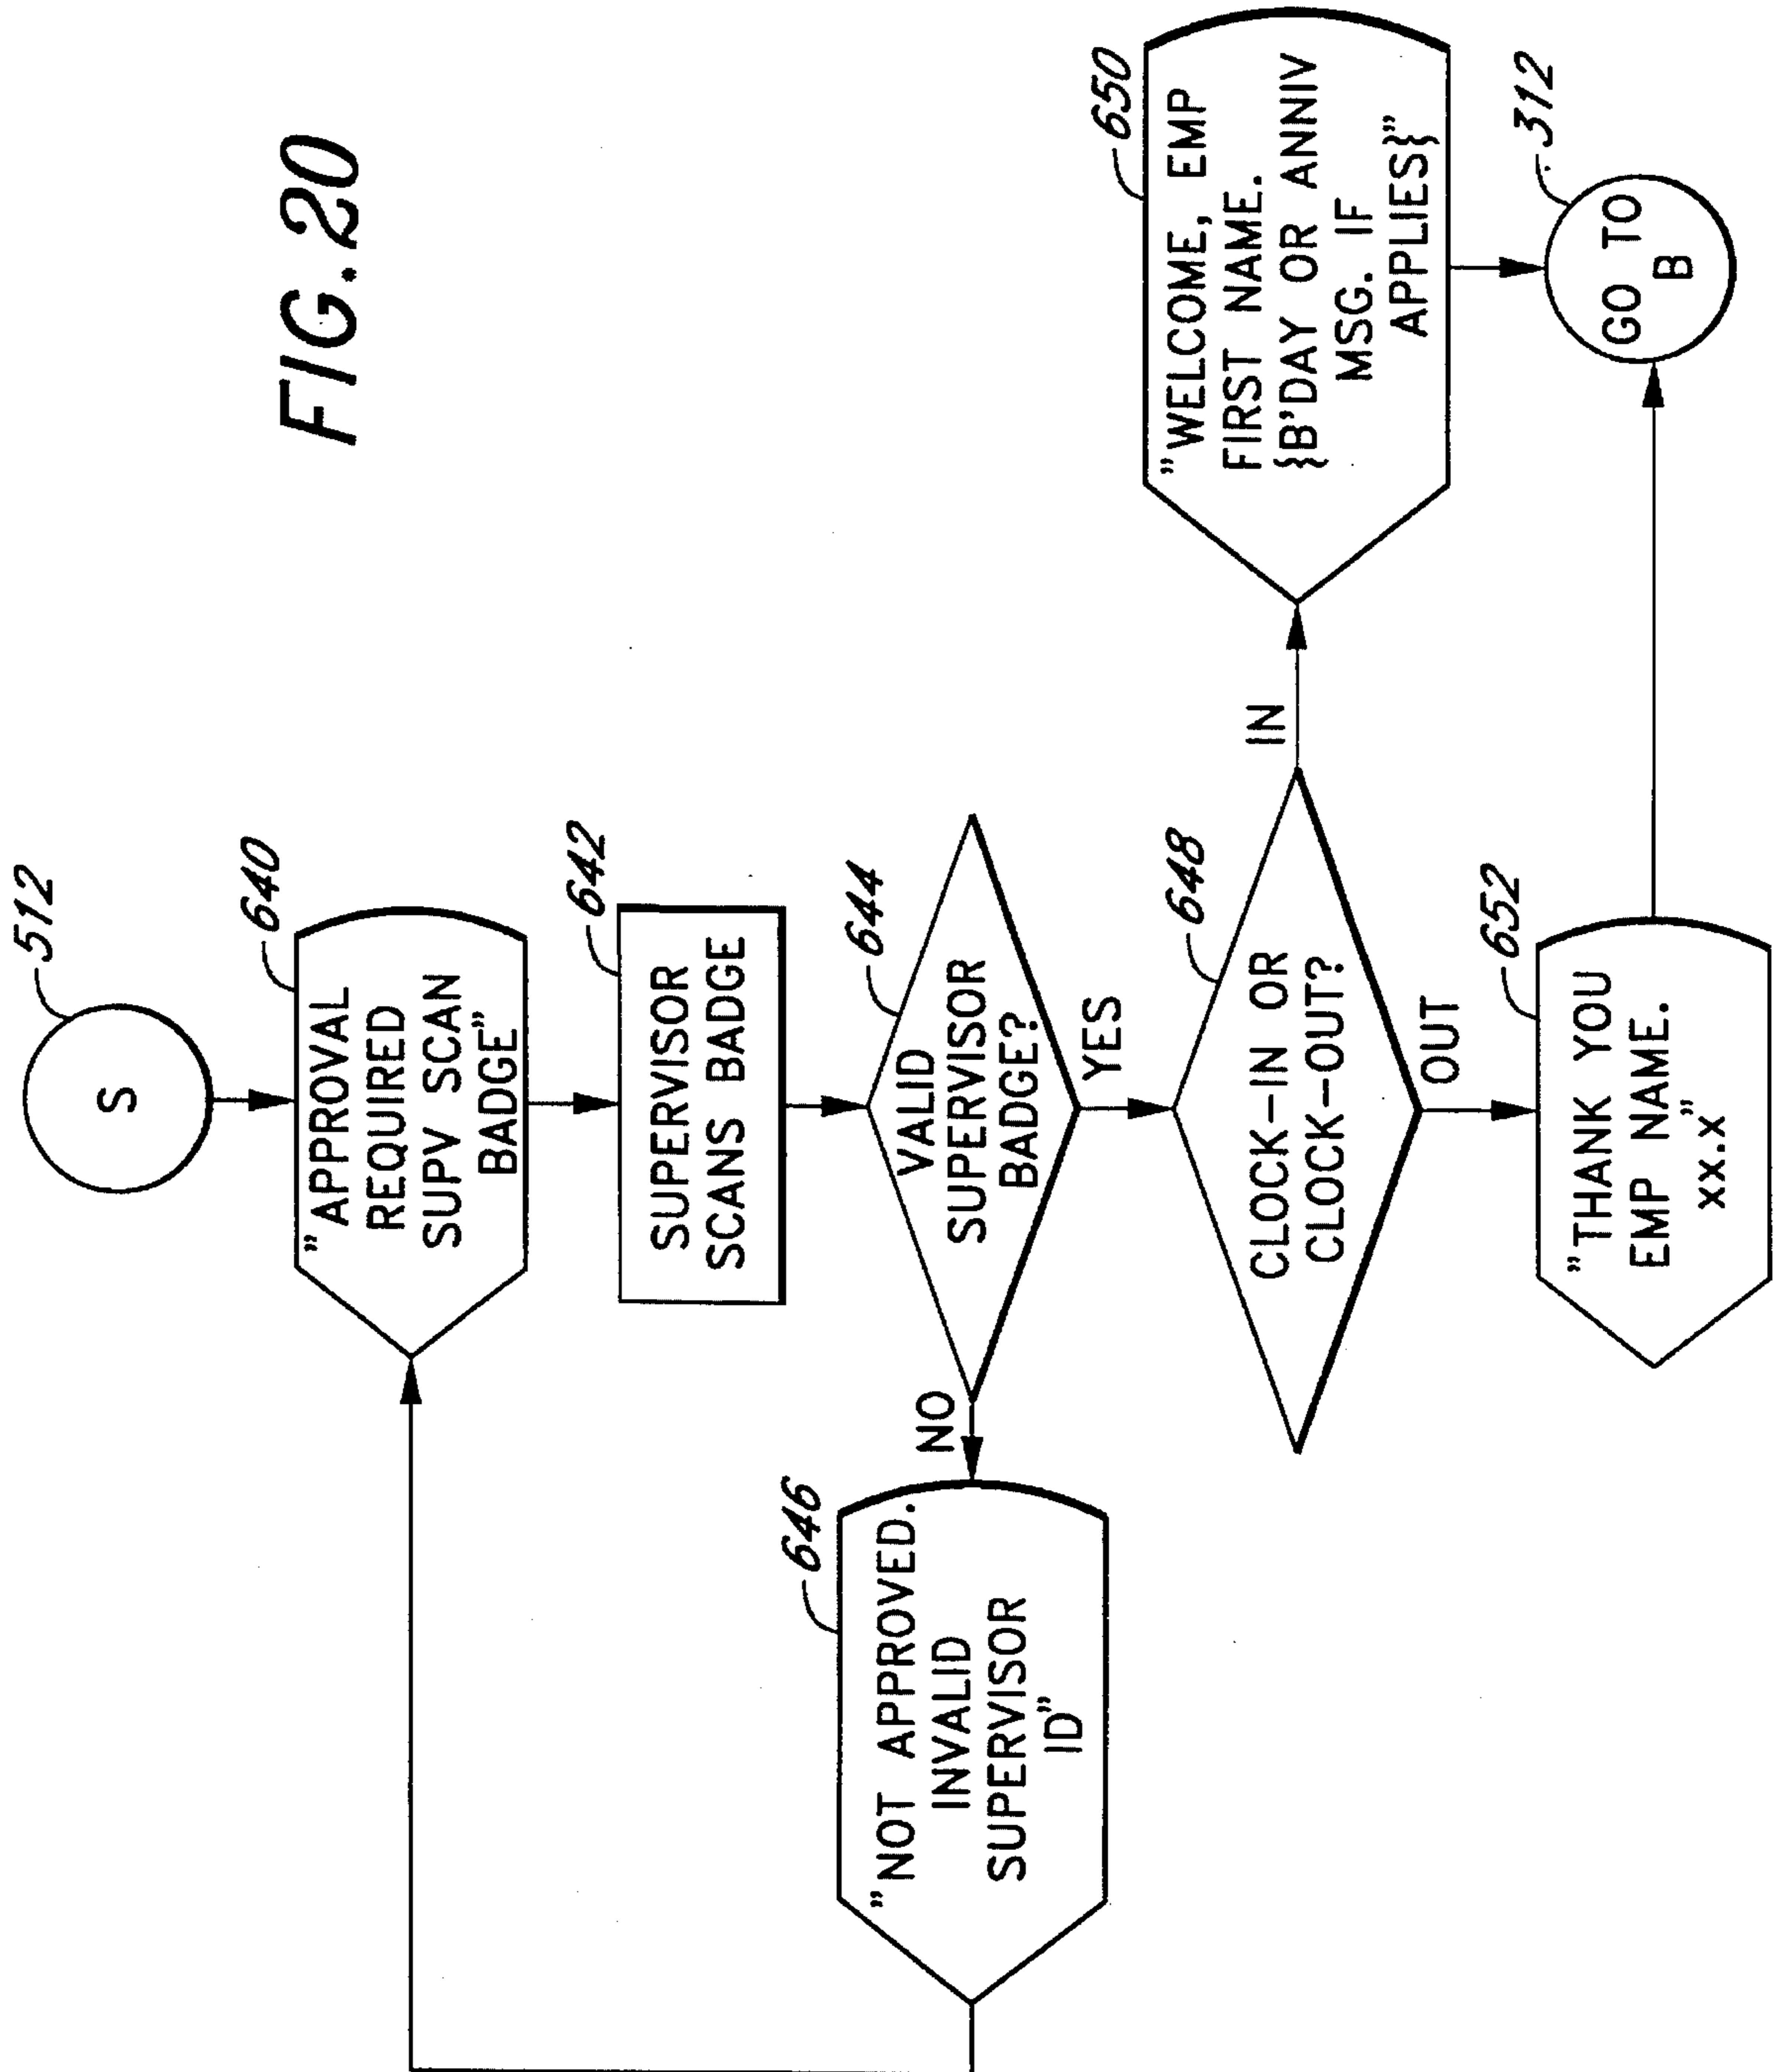 FIG.20
512
S
640
"APPROVAL
REQUIRED
SUPV SCAN
BADGE"
642
SUPERVISOR
SCANS BADGE
644
VALID
SUPERVISOR
BADGE?
NO
YES
646
"NOT APPROVED.
INVALID
SUPERVISOR
ID"
648
CLOCK-IN OR
CLOCK-OUT?
IN
OUT
650
"WELCOME, EMP
FIRST NAME.
{B'DAY OR ANNIV
MSG. IF
APPLIES}"
652
"THANK YOU
EMP NAME.
xx.x"
312
GO TO
B